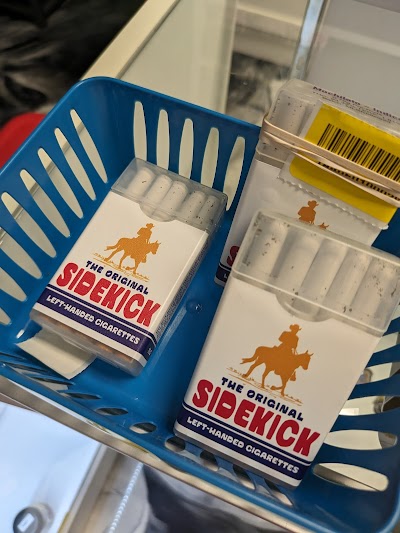 THE ORIGINAL
SIDEKICK
LEFT-HANDED CIGARETTES
THE ORIGINAL
SIDEKICK
LEFT-HANDED CIGARETTES